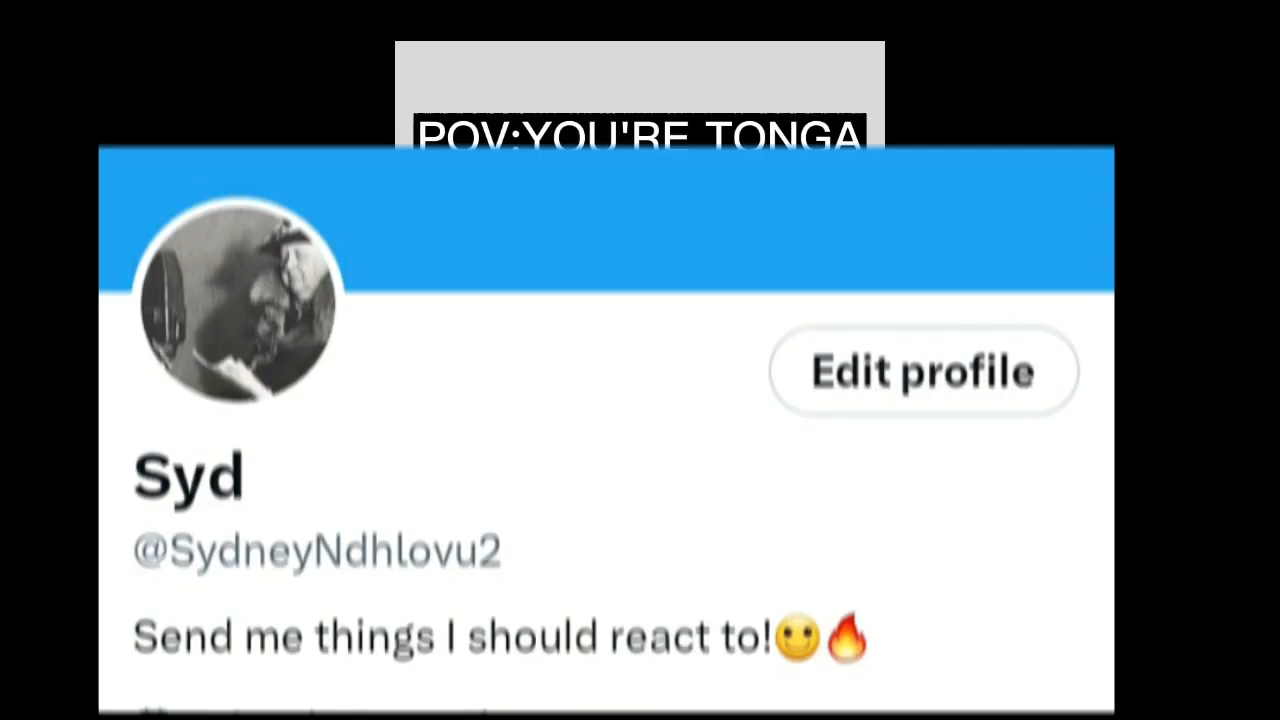 POV:YOU'RE TONGA
Edit profile
Syd
@SydneyNdhlovu2
Send me things I should react to!🙂🔥